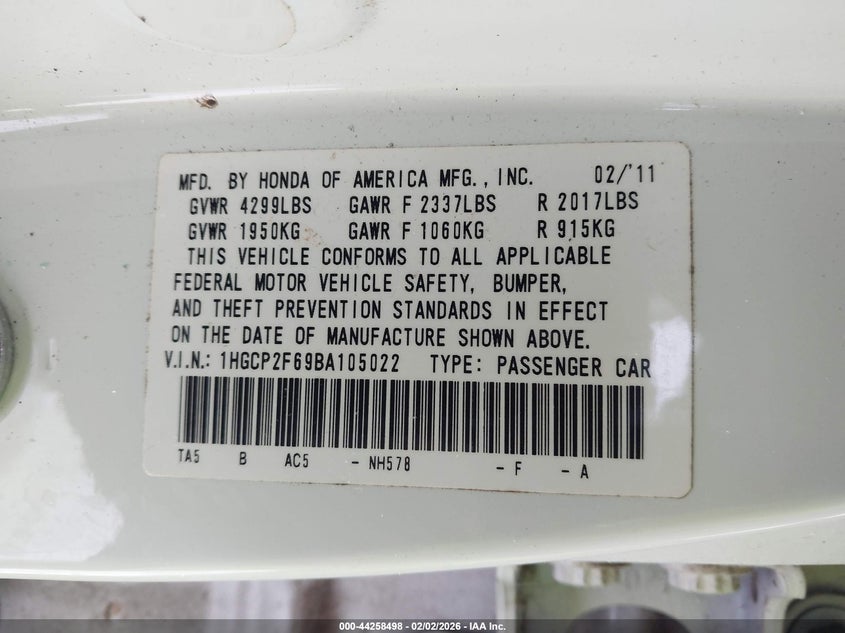 MFD. BY HONDA OF AMERICA MFG., INC. 02/'11
GVWR 4299LBS GAWR F 2337LBS R 2017LBS
GVWR 1950KG GAWR F 1060KG R 915KG
THIS VEHICLE CONFORMS TO ALL APPLICABLE
FEDERAL MOTOR VEHICLE SAFETY, BUMPER,
AND THEFT PREVENTION STANDARDS IN EFFECT
ON THE DATE OF MANUFACTURE SHOWN ABOVE.
V.I.N.: 1HGCP2F69BA105022 TYPE: PASSENGER CAR
TA5 B AC5 - NH578 - F - A
000-44258498 - 02/02/2026 - IAA Inc.